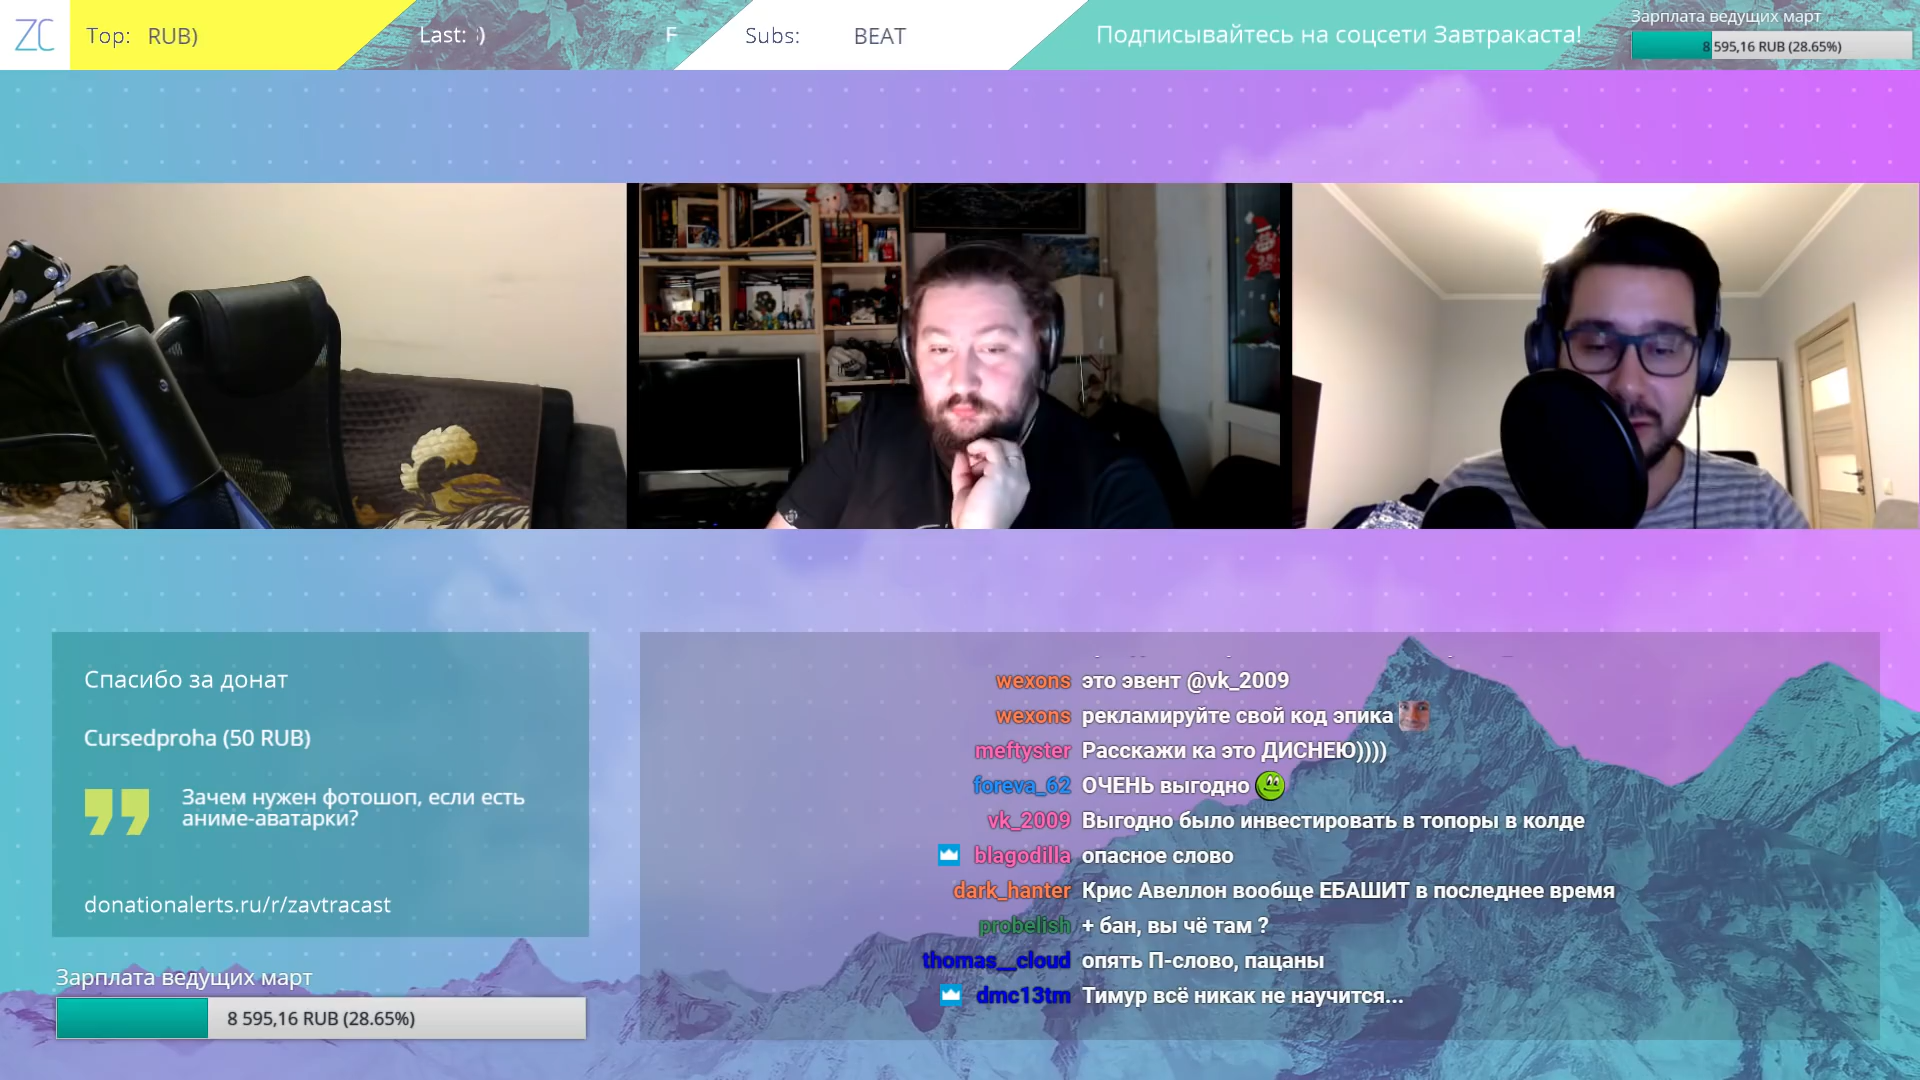 ZC
Top: RUB)
Last: :)
F
Subs: BEAT
Подписывайтесь на соцсети Завтракаста!
Зарплата ведущих март
8 595,16 RUB (28.65%)
Спасибо за донат
Cursedproha (50 RUB)
Зачем нужен фотошоп, если есть
аниме-аватарки?
donationalerts.ru/r/zavtracast
Зарплата ведущих март
8 595,16 RUB (28.65%)
wexons это эвент @vk_2009
wexons рекламируйте свой код эпика
meftyster Расскажи ка это ДИСНЕЮ))))
foreva_62 ОЧЕНЬ выгодно
vk_2009 Выгодно было инвестировать в топоры в колде
blagodilla опасное слово
dark_hanter Крис Авеллон вообще ЕБАШИТ в последнее время
probelish + бан, вы чё там ?
thomas__cloud опять П-слово, пацаны
dmc13tm Тимур всё никак не научится...